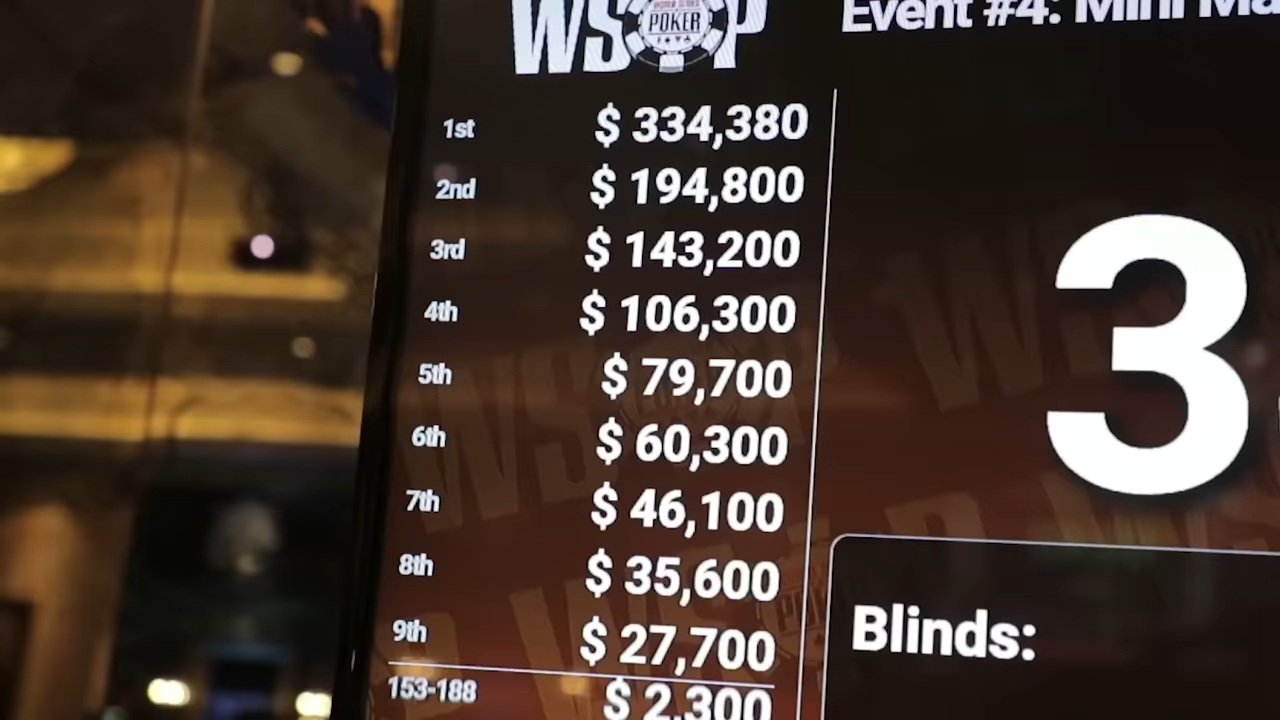 WSOP
POKER
Event #4: Mini Ma
1st $ 334,380
2nd $ 194,800
3rd $ 143,200
4th $ 106,300
5th $ 79,700
6th $ 60,300
7th $ 46,100
8th $ 35,600
9th $ 27,700
153-188 $ 2,300
3
Blinds: